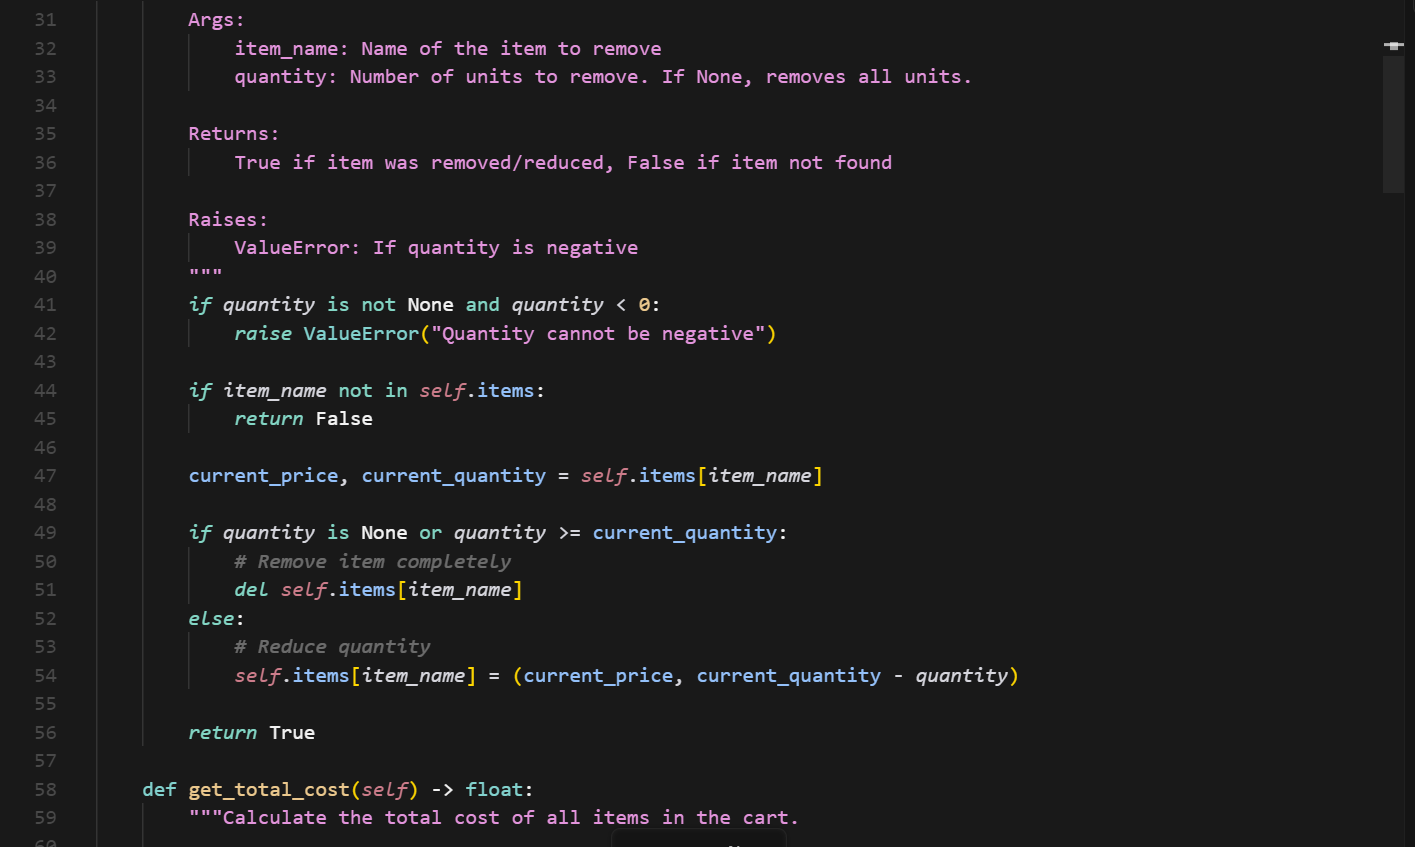 31 Args:
32 item_name: Name of the item to remove
33 quantity: Number of units to remove. If None, removes all units.
34
35 Returns:
36 True if item was removed/reduced, False if item not found
37
38 Raises:
39 ValueError: If quantity is negative
40 """
41 if quantity is not None and quantity < 0:
42 raise ValueError("Quantity cannot be negative")
43
44 if item_name not in self.items:
45 return False
46
47 current_price, current_quantity = self.items[item_name]
48
49 if quantity is None or quantity >= current_quantity:
50 # Remove item completely
51 del self.items[item_name]
52 else:
53 # Reduce quantity
54 self.items[item_name] = (current_price, current_quantity - quantity)
55
56 return True
57
58 def get_total_cost(self) -> float:
59 """Calculate the total cost of all items in the cart.
60